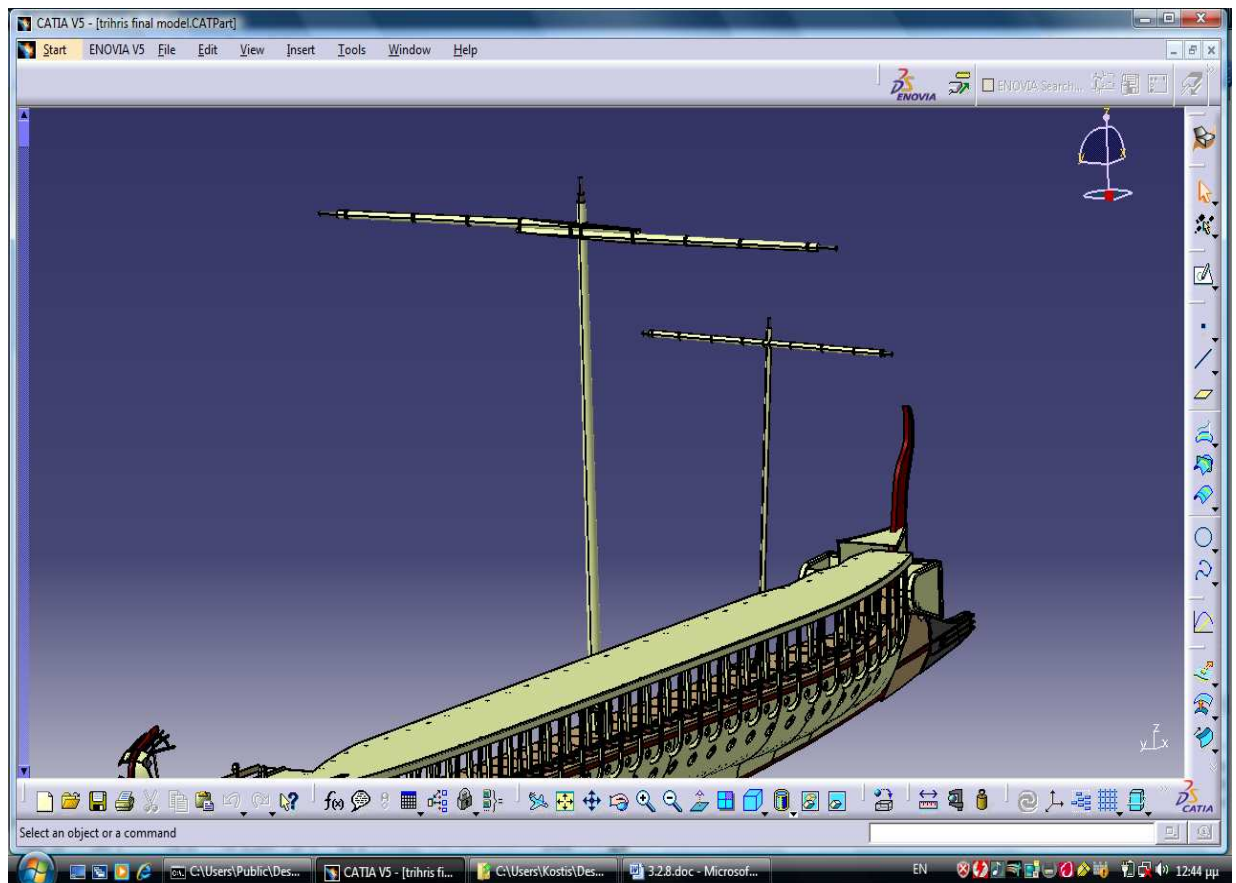 CATIA V5 - [trihris final model.CATPart]
Start ENOVIA V5 File Edit View Insert Tools Window Help
DS ENOVIA ENOVIA Search...
z
y x
z
y x
f(x)
DS CATIA
Select an object or a command
C:\Users\Public\Des... CATIA V5 - [trihris fi... C:\Users\Kostis\Des... 3.2.8.doc - Microsof... EN 12:44 μμ